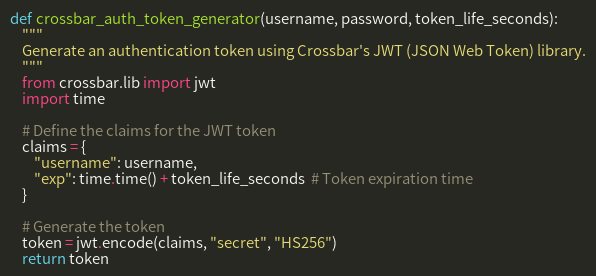 def crossbar_auth_token_generator(username, password, token_life_seconds):
"""
Generate an authentication token using Crossbar's JWT (JSON Web Token) library.
"""
from crossbar.lib import jwt
import time
# Define the claims for the JWT token
claims = {
"username": username,
"exp": time.time() + token_life_seconds # Token expiration time
}
# Generate the token
token = jwt.encode(claims, "secret", "HS256")
return token